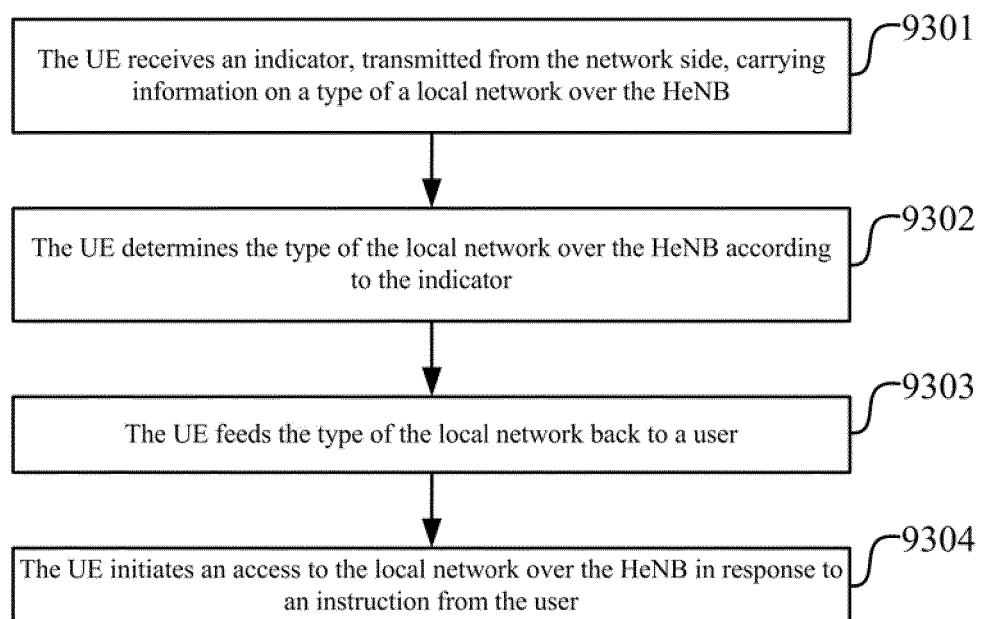 9301
The UE receives an indicator, transmitted from the network side, carrying
information on a type of a local network over the HeNB
9302
The UE determines the type of the local network over the HeNB according
to the indicator
9303
The UE feeds the type of the local network back to a user
9304
The UE initiates an access to the local network over the HeNB in response to
an instruction from the user